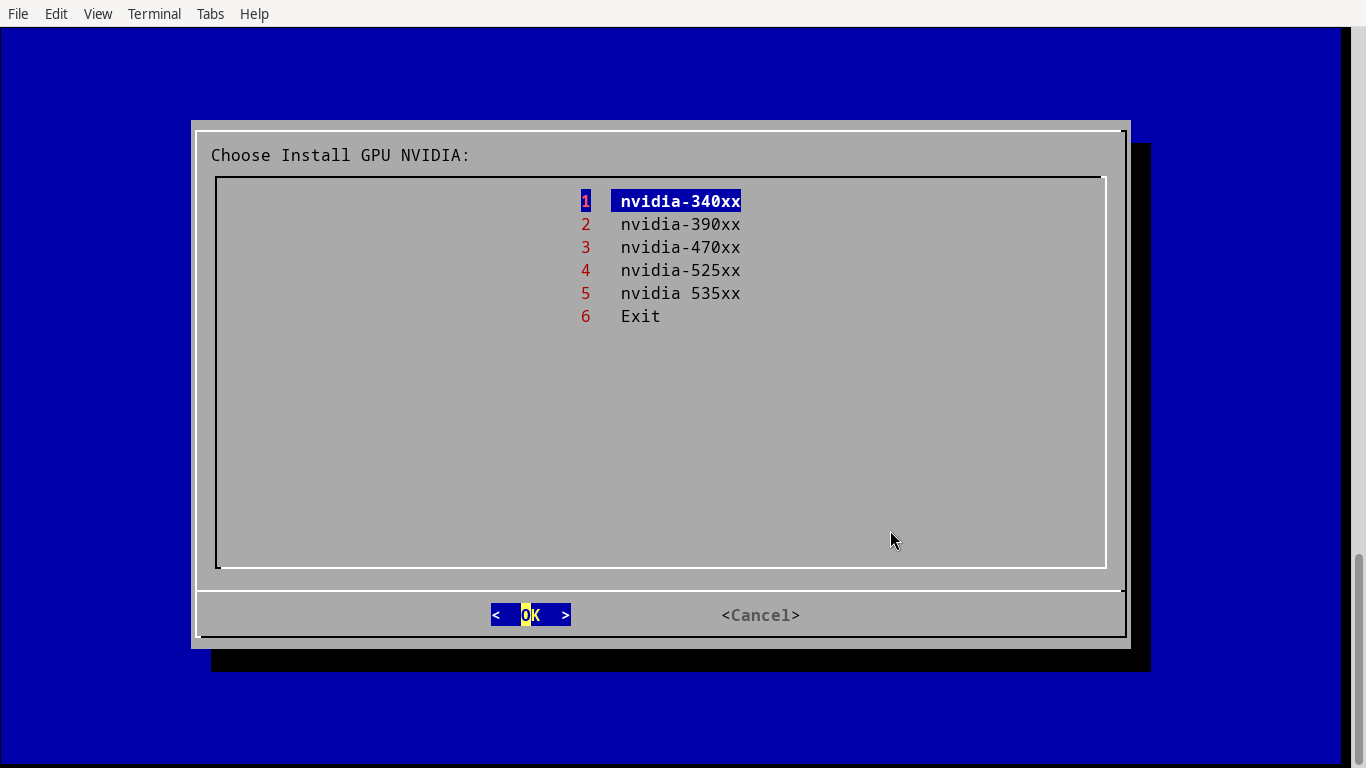 File Edit View Terminal Tabs Help
Choose Install GPU NVIDIA:
1 nvidia-340xx
2 nvidia-390xx
3 nvidia-470xx
4 nvidia-525xx
5 nvidia 535xx
6 Exit
< OK > <Cancel>